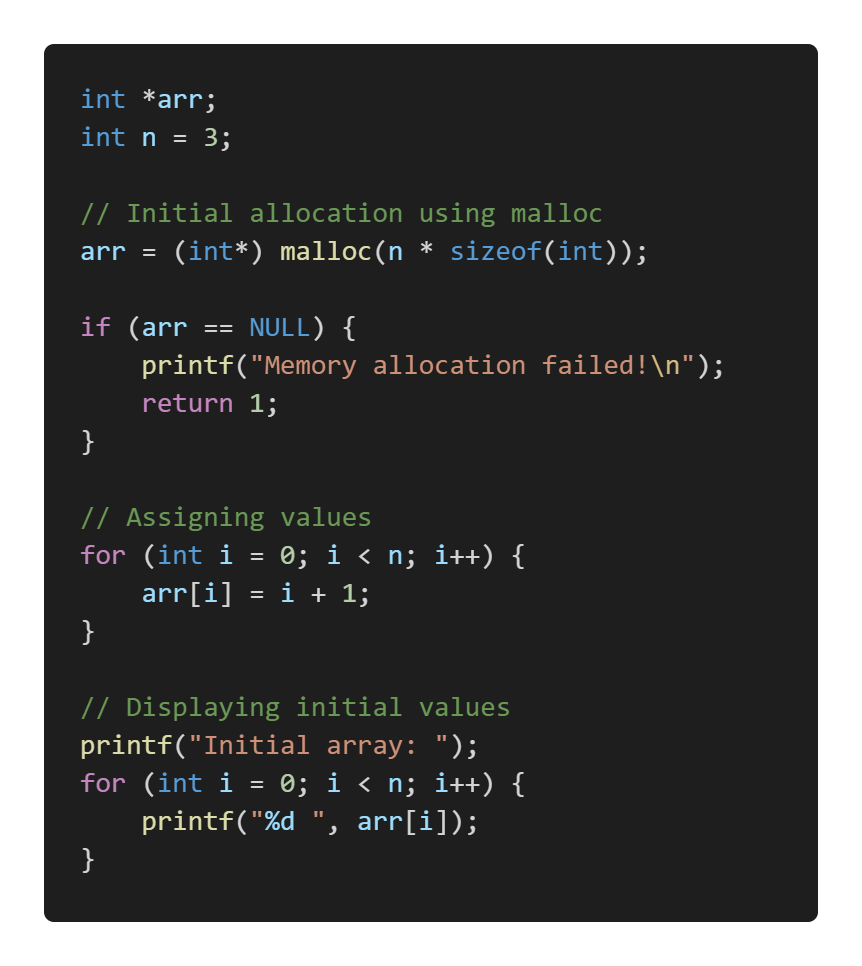 int *arr;
int n = 3;

// Initial allocation using malloc
arr = (int*) malloc(n * sizeof(int));

if (arr == NULL) {
    printf("Memory allocation failed!\n");
    return 1;
}

// Assigning values
for (int i = 0; i < n; i++) {
    arr[i] = i + 1;
}

// Displaying initial values
printf("Initial array: ");
for (int i = 0; i < n; i++) {
    printf("%d ", arr[i]);
}